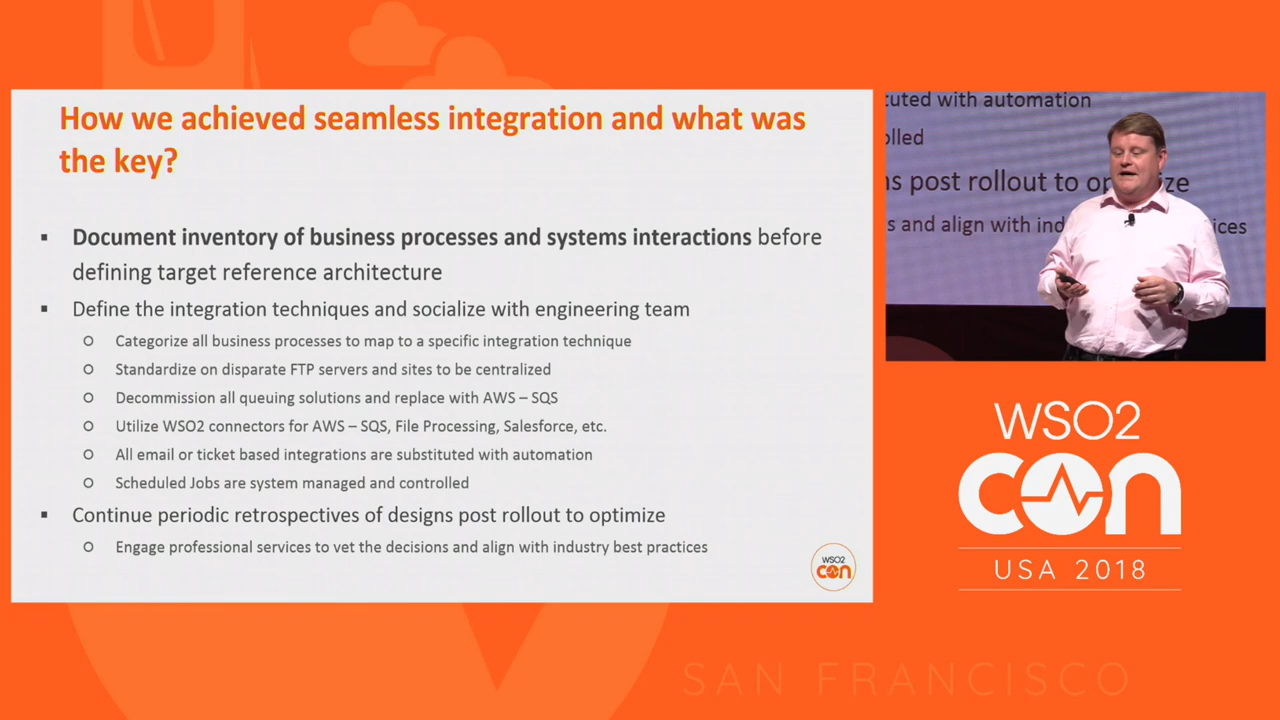 How we achieved seamless integration and what was
the key?
▪ Document inventory of business processes and systems interactions before
defining target reference architecture
▪ Define the integration techniques and socialize with engineering team
o Categorize all business processes to map to a specific integration technique
o Standardize on disparate FTP servers and sites to be centralized
o Decommission all queuing solutions and replace with AWS – SQS
o Utilize WSO2 connectors for AWS – SQS, File Processing, Salesforce, etc.
o All email or ticket based integrations are substituted with automation
o Scheduled Jobs are system managed and controlled
▪ Continue periodic retrospectives of designs post rollout to optimize
o Engage professional services to vet the decisions and align with industry best practices
WSO2
con
with automation
post rollout to
and align with
WSO2
con
USA 2018
SAN FRANCISCO